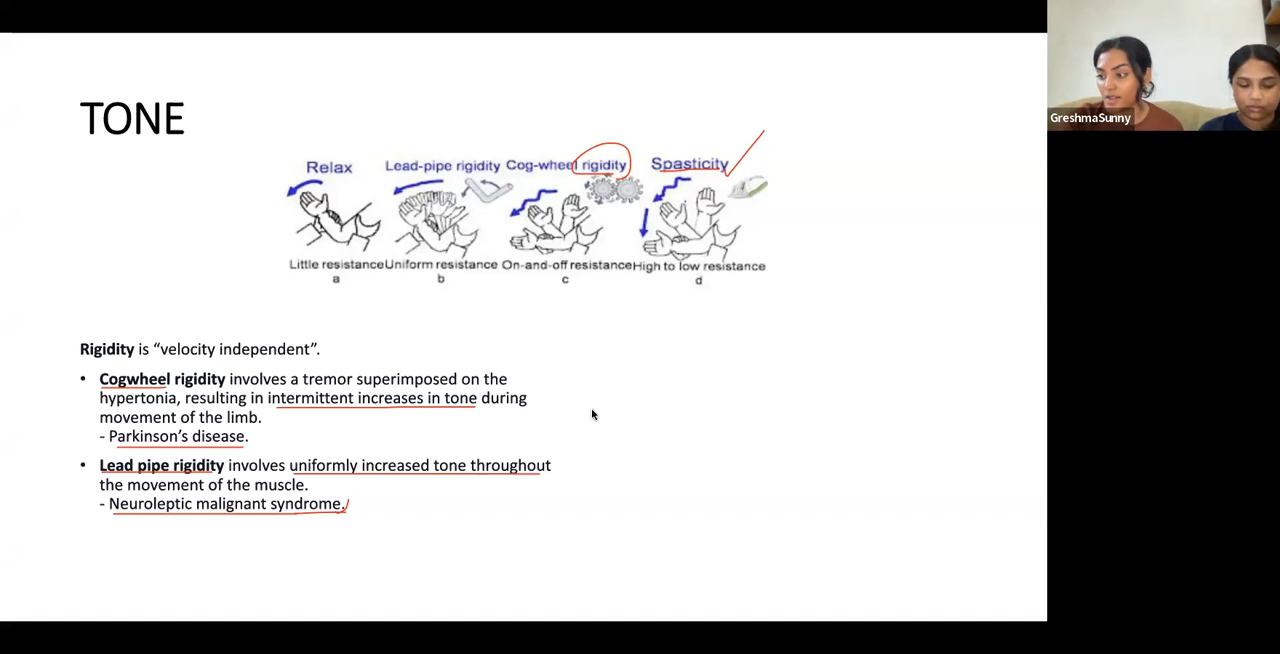 TONE
Relax
Lead-pipe rigidity
Cog-wheel rigidity
Spasticity
Little resistance
Uniform resistance
On-and-off resistance
High to low resistance
a
b
c
d
Rigidity is “velocity independent”.
• Cogwheel rigidity involves a tremor superimposed on the
hypertonia, resulting in intermittent increases in tone during
movement of the limb.
- Parkinson’s disease.
• Lead pipe rigidity involves uniformly increased tone throughout
the movement of the muscle.
- Neuroleptic malignant syndrome.
GreshmaSunny